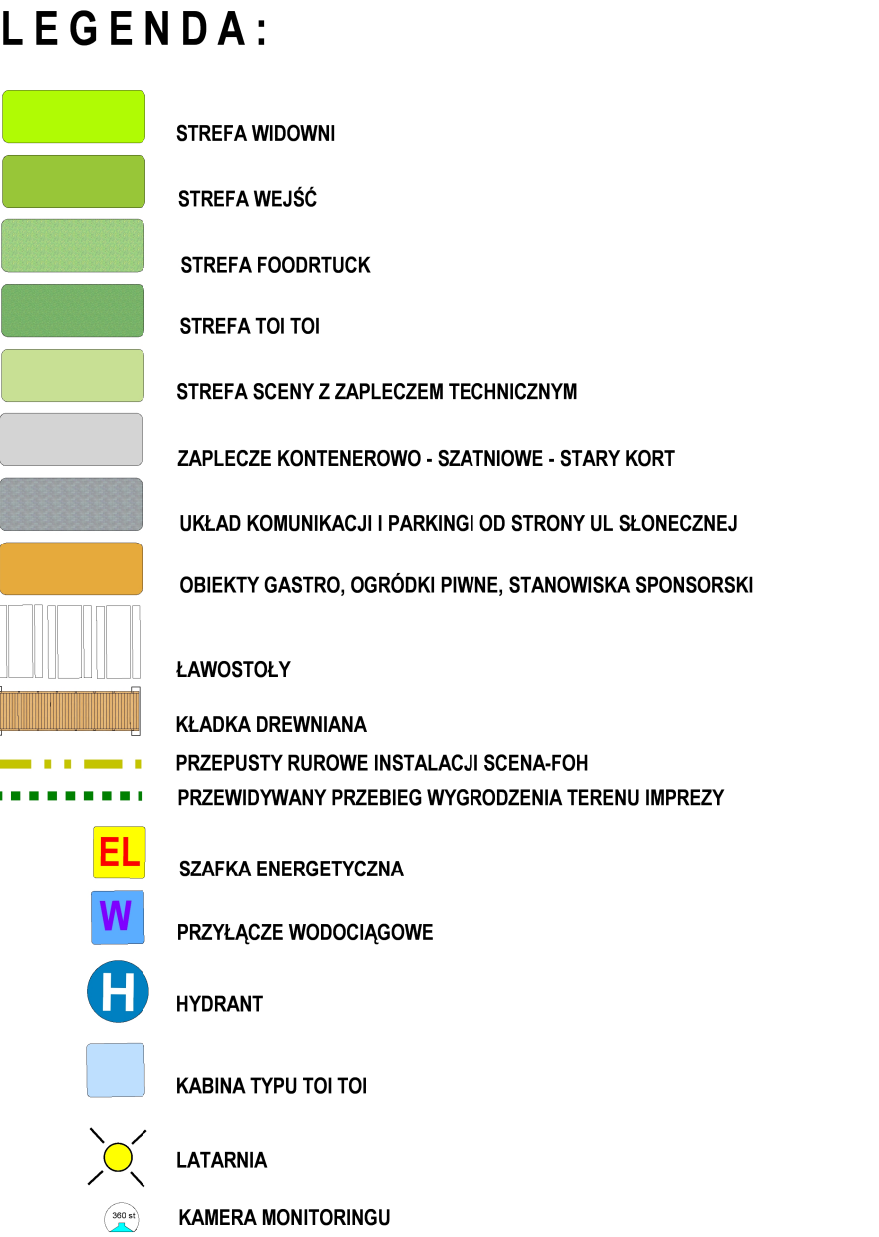 LEGENDA:
STREFA WIDOWNI
STREFA WEJŚĆ
STREFA FOODRTUCK
STREFA TOI TOI
STREFA SCENY Z ZAPLECZEM TECHNICZNYM
ZAPLECZE KONTENEROWO - SZATNIOWE - STARY KORT
UKŁAD KOMUNIKACJI I PARKINGI OD STRONY UL SŁONECZNEJ
OBIEKTY GASTRO, OGRÓDKI PIWNE, STANOWISKA SPONSORSKI
ŁAWOSTOŁY
KŁADKA DREWNIANA
PRZEPUSTY RUROWE INSTALACJI SCENA-FOH
PRZEWIDYWANY PRZEBIEG WYGRODZENIA TERENU IMPREZY
EL SZAFKA ENERGETYCZNA
W PRZYŁĄCZE WODOCIĄGOWE
H HYDRANT
KABINA TYPU TOI TOI
LATARNIA
360 st KAMERA MONITORINGU